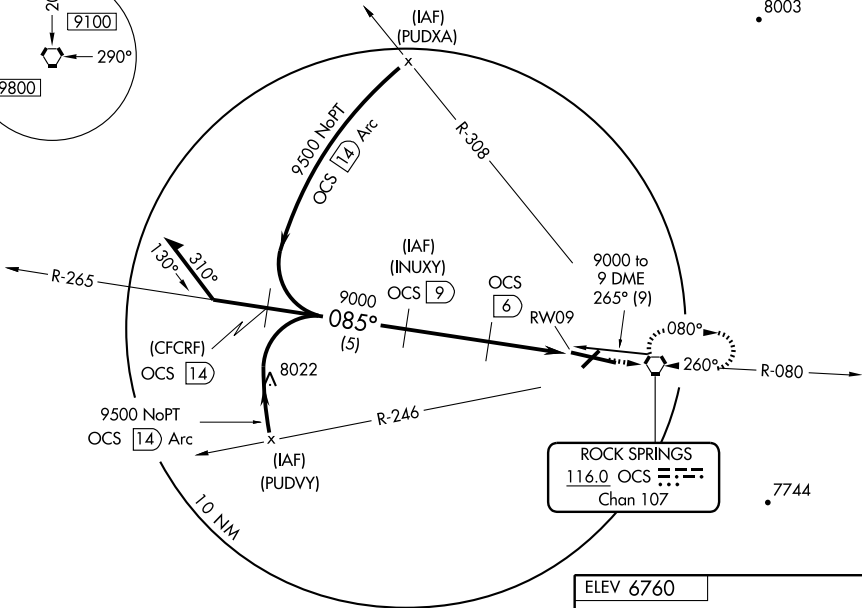 20
9100
290°
9800
(IAF)
(PUDXA)
8003
9500 NoPT
OCS 14 Arc
R-308
310°
130°
R-265
(IAF)
(INUXY)
OCS 9
OCS
6
9000 to
9 DME
265° (9)
9000
085°
(5)
RW09
080°
260°
R-080
(CFCRF)
OCS 14
8022
9500 NoPT
OCS 14 Arc
R-246
(IAF)
(PUDVY)
ROCK SPRINGS
116.0 OCS
Chan 107
7744
10 NM
ELEV 6760